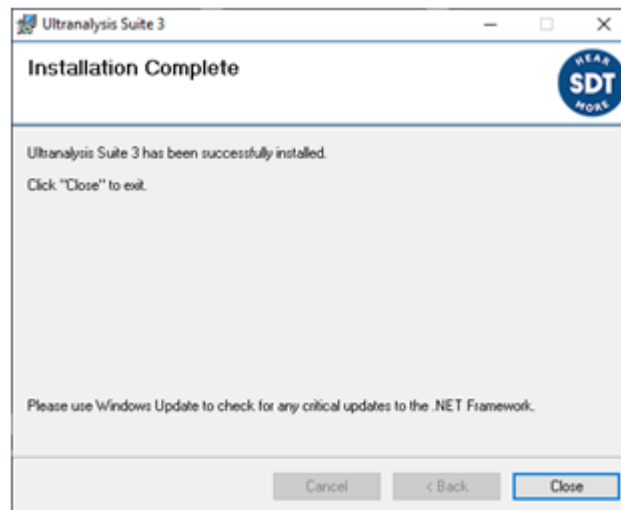 Ultranalysis Suite 3
Installation Complete
HEAR
SDT
MORE
Ultranalysis Suite 3 has been successfully installed.
Click "Close" to exit.
Please use Windows Update to check for any critical updates to the .NET Framework.
Cancel
< Back
Close